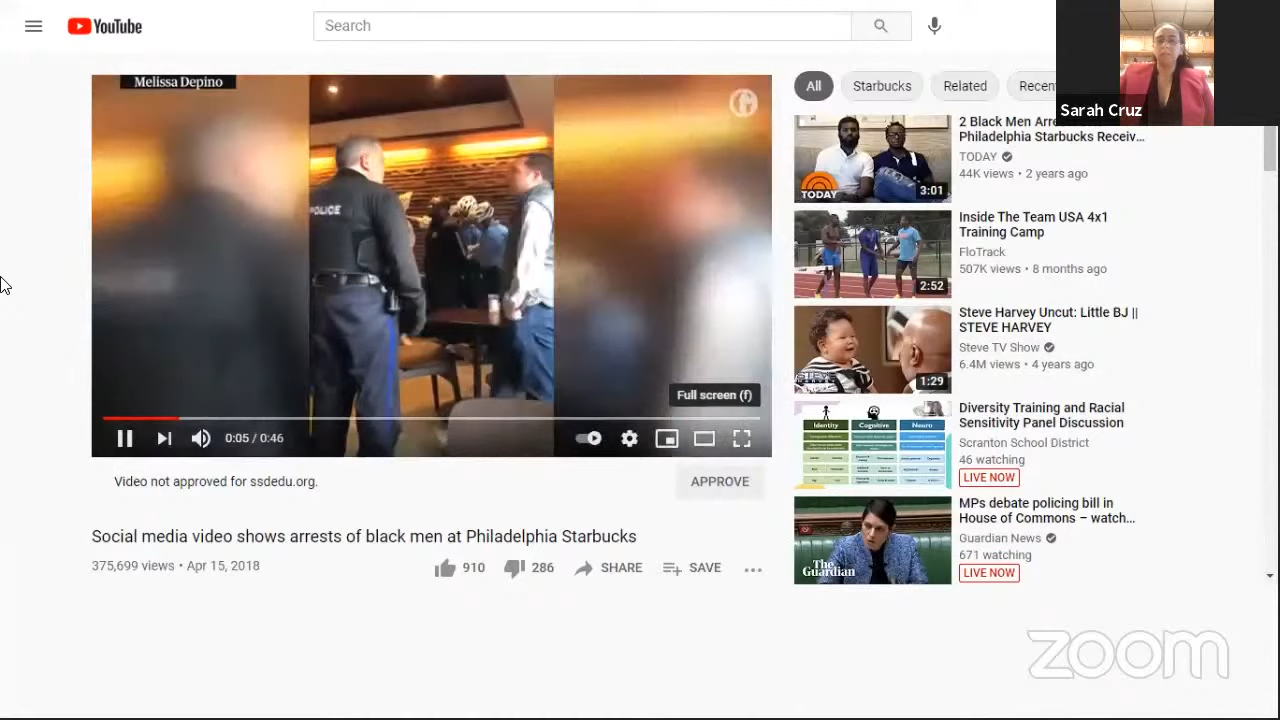 YouTube
Search
Sarah Cruz
Melissa Depino
POLICE
Full screen (f)
0:05 / 0:46
Video not approved for ssdedu.org.
APPROVE
Social media video shows arrests of black men at Philadelphia Starbucks
375,699 views • Apr 15, 2018
910
286
SHARE
SAVE
All
Starbucks
Related
Recen
2 Black Men Arre
Philadelphia Starbucks Receiv...
TODAY
44K views • 2 years ago
TODAY
3:01
Inside The Team USA 4x1
Training Camp
FloTrack
507K views • 8 months ago
2:52
Steve Harvey Uncut: Little BJ ||
STEVE HARVEY
Steve TV Show
6.4M views • 4 years ago
STEVE
HARVEY
1:29
Diversity Training and Racial
Sensitivity Panel Discussion
Scranton School District
46 watching
LIVE NOW
Identity
Cognitive
Neuro
MPs debate policing bill in
House of Commons – watch...
Guardian News
671 watching
LIVE NOW
The
Guardian
zoom